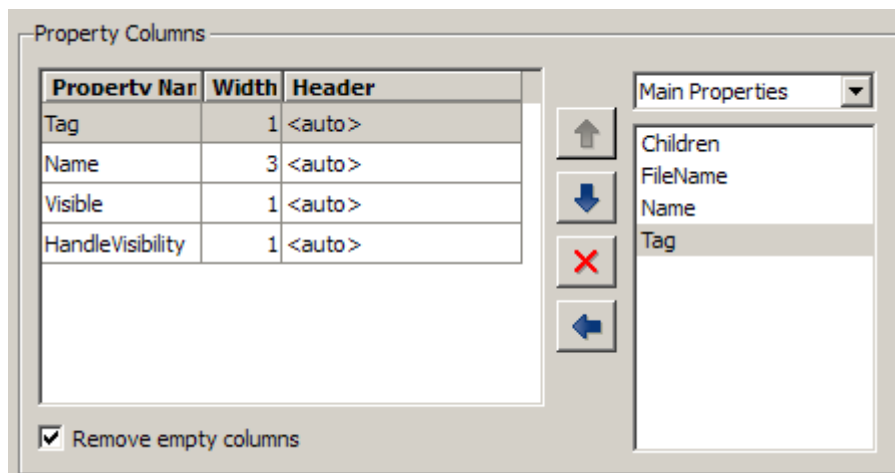 Property Columns
Property Nar Width Header
Tag 1 <auto>
Name 3 <auto>
Visible 1 <auto>
HandleVisibility 1 <auto>
Remove empty columns
Main Properties
Children
FileName
Name
Tag